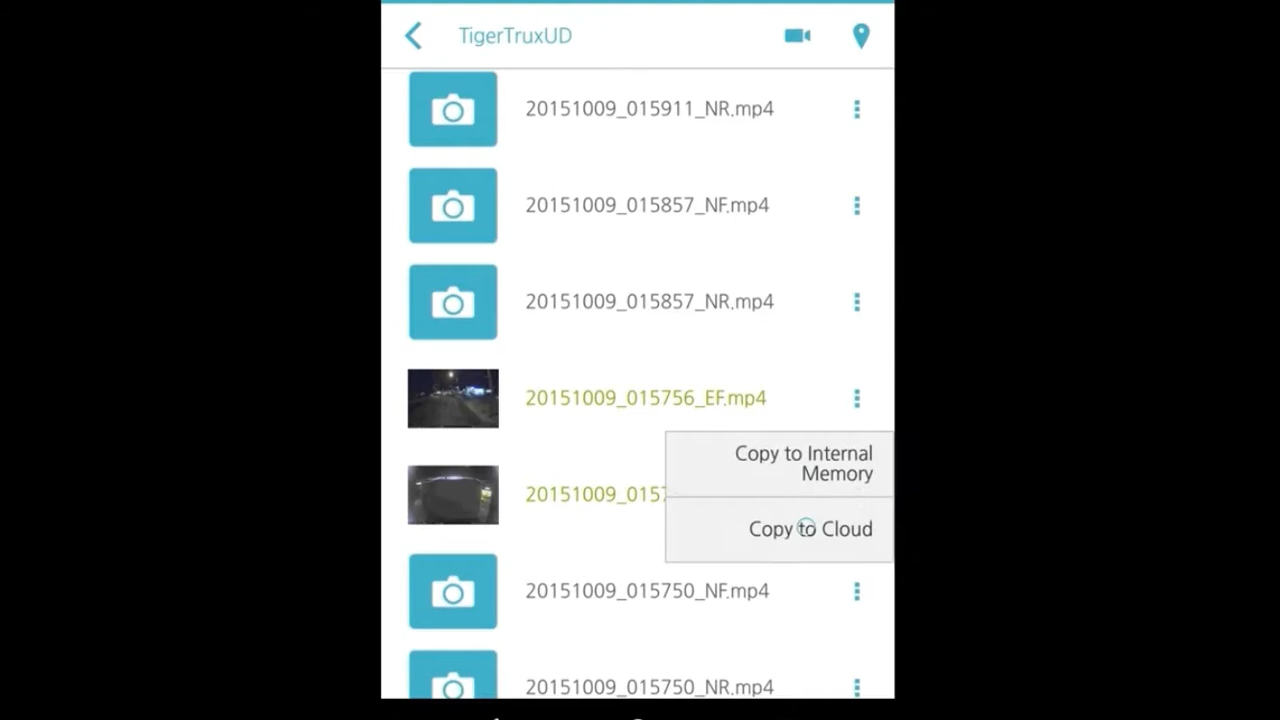 TigerTruxUD
20151009_015911_NR.mp4
20151009_015857_NF.mp4
20151009_015857_NR.mp4
20151009_015756_EF.mp4
Copy to Internal
Memory
20151009_015
Copy to Cloud
20151009_015750_NF.mp4
20151009_015750_NR.mp4